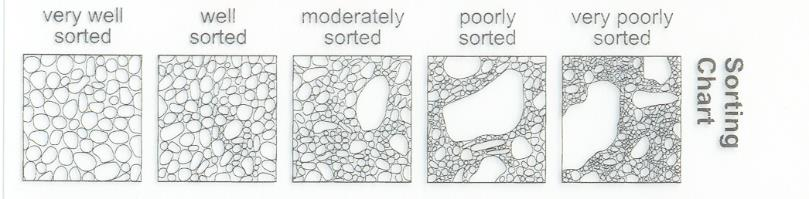 very well
sorted
well
sorted
moderately
sorted
poorly
sorted
very poorly
sorted
Sorting
Chart